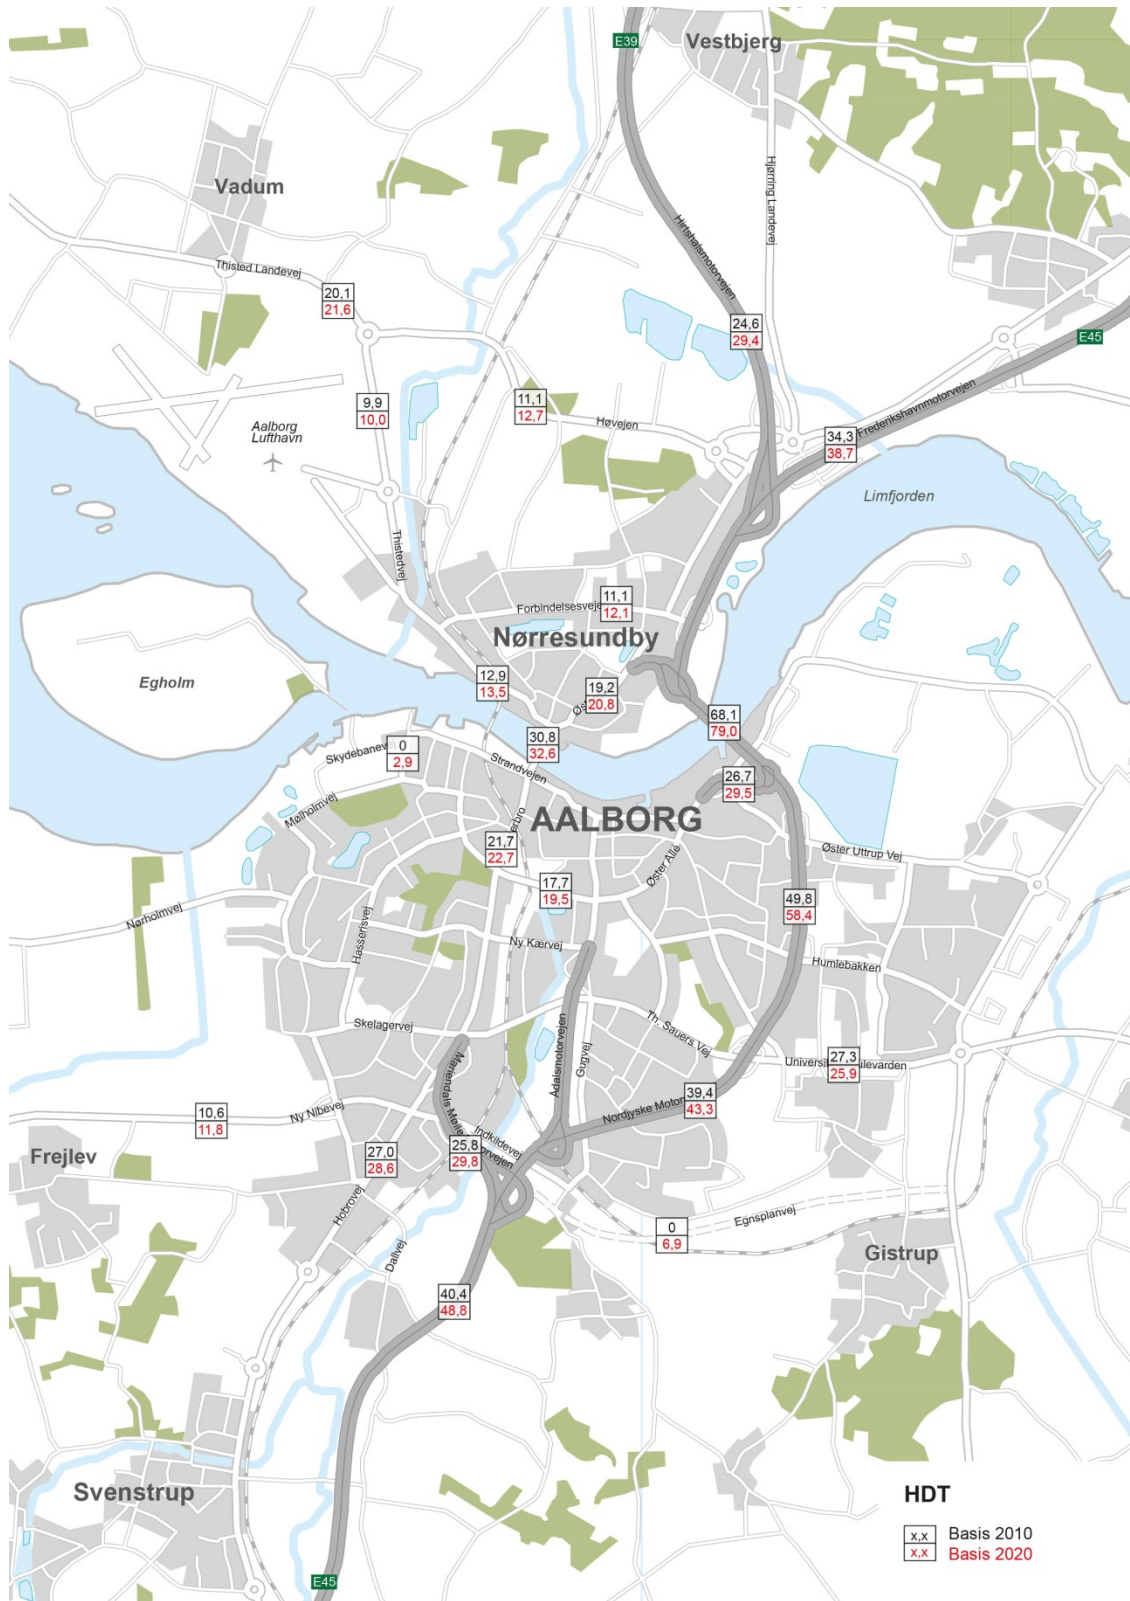 E39
Vestbjerg
Vadum
Hjørring Landevej
Hirtshalsmotorvejen
Thisted Landevej
20,1
21,6
24,6
29,4
E45
9,9
10,0
11,1
12,7
Høvejen
Frederikshavnmotorvejen
34,3
38,7
Aalborg
Lufthavn
Limfjorden
Thistedvej
Forbindelsesveje
11,1
12,1
Nørresundby
Egholm
12,9
13,5
19,2
20,8
68,1
79,0
30,8
32,6
Skydebanevej
0
2,9
Strandvejen
26,7
29,5
Mølholmvej
AALBORG
21,7
22,7
Øster Uttrup Vej
Øster Allé
17,7
19,5
49,8
58,4
Nørholmvej
Hasserisvej
Ny Kærvej
Humlebakken
Skelagervej
Th. Sauers Vej
Adalsmotorvejen
Gugvej
27,3
25,9
39,4
43,3
Nordjyske
10,6
11,8
Ny Nibevej
Indkildevej
Frejlev
27,0
28,6
25,8
29,8
Hobrovej
Egnsplanvej
0
6,9
Gistrup
Dallvej
40,4
48,8
Svenstrup
HDT
x,x Basis 2010
x,x Basis 2020
E45